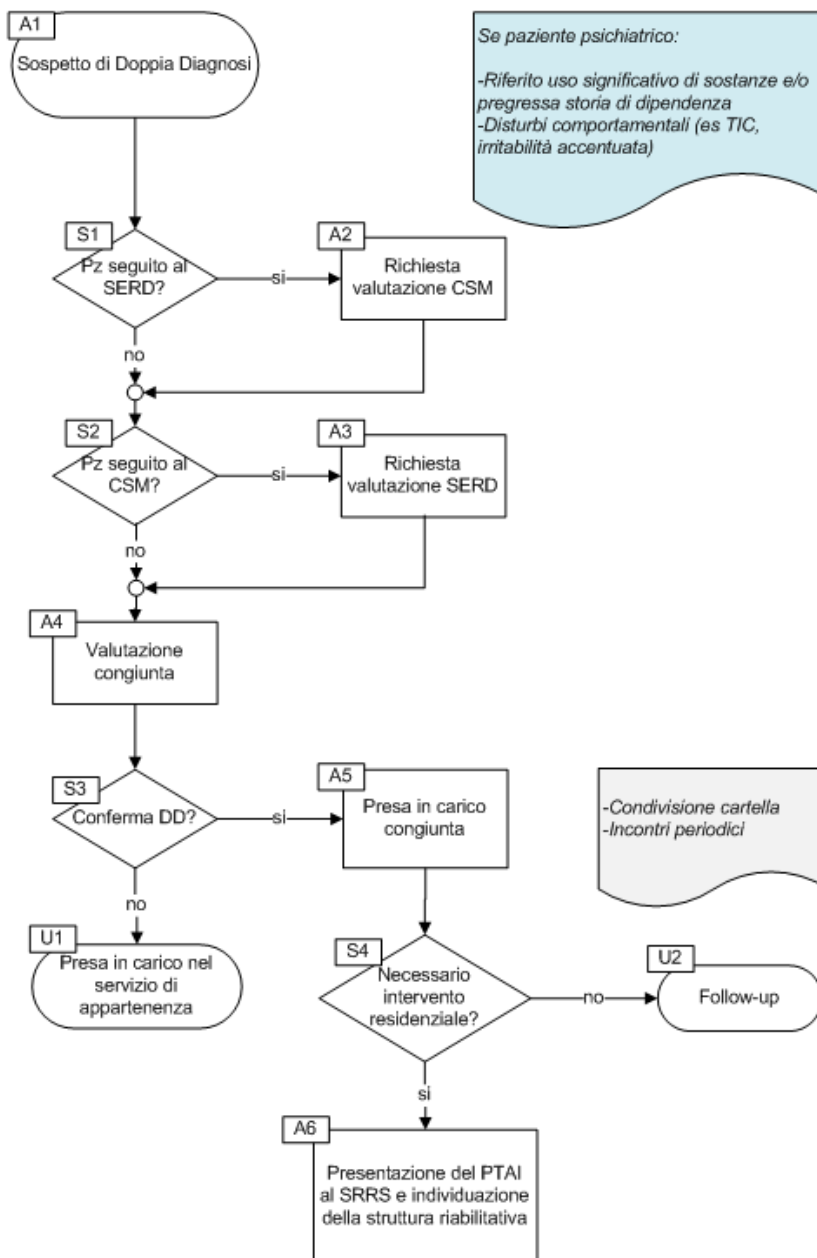 A1
Sospetto di Doppia Diagnosi
Se paziente psichiatrico:
-Riferito uso significativo di sostanze e/o
pregressa storia di dipendenza
-Disturbi comportamentali (es TIC,
irritabilità accentuata)
S1
Pz seguito al
SERD?
si
A2
Richiesta
valutazione CSM
no
S2
Pz seguito al
CSM?
si
A3
Richiesta
valutazione SERD
no
A4
Valutazione
congiunta
S3
Conferma DD?
si
A5
Presa in carico
congiunta
-Condivisione cartella
-Incontri periodici
no
U1
Presa in carico nel
servizio di
appartenenza
S4
Necessario
intervento
residenziale?
no
U2
Follow-up
si
A6
Presentazione del PTAI
al SRRS e individuazione
della struttura riabilitativa